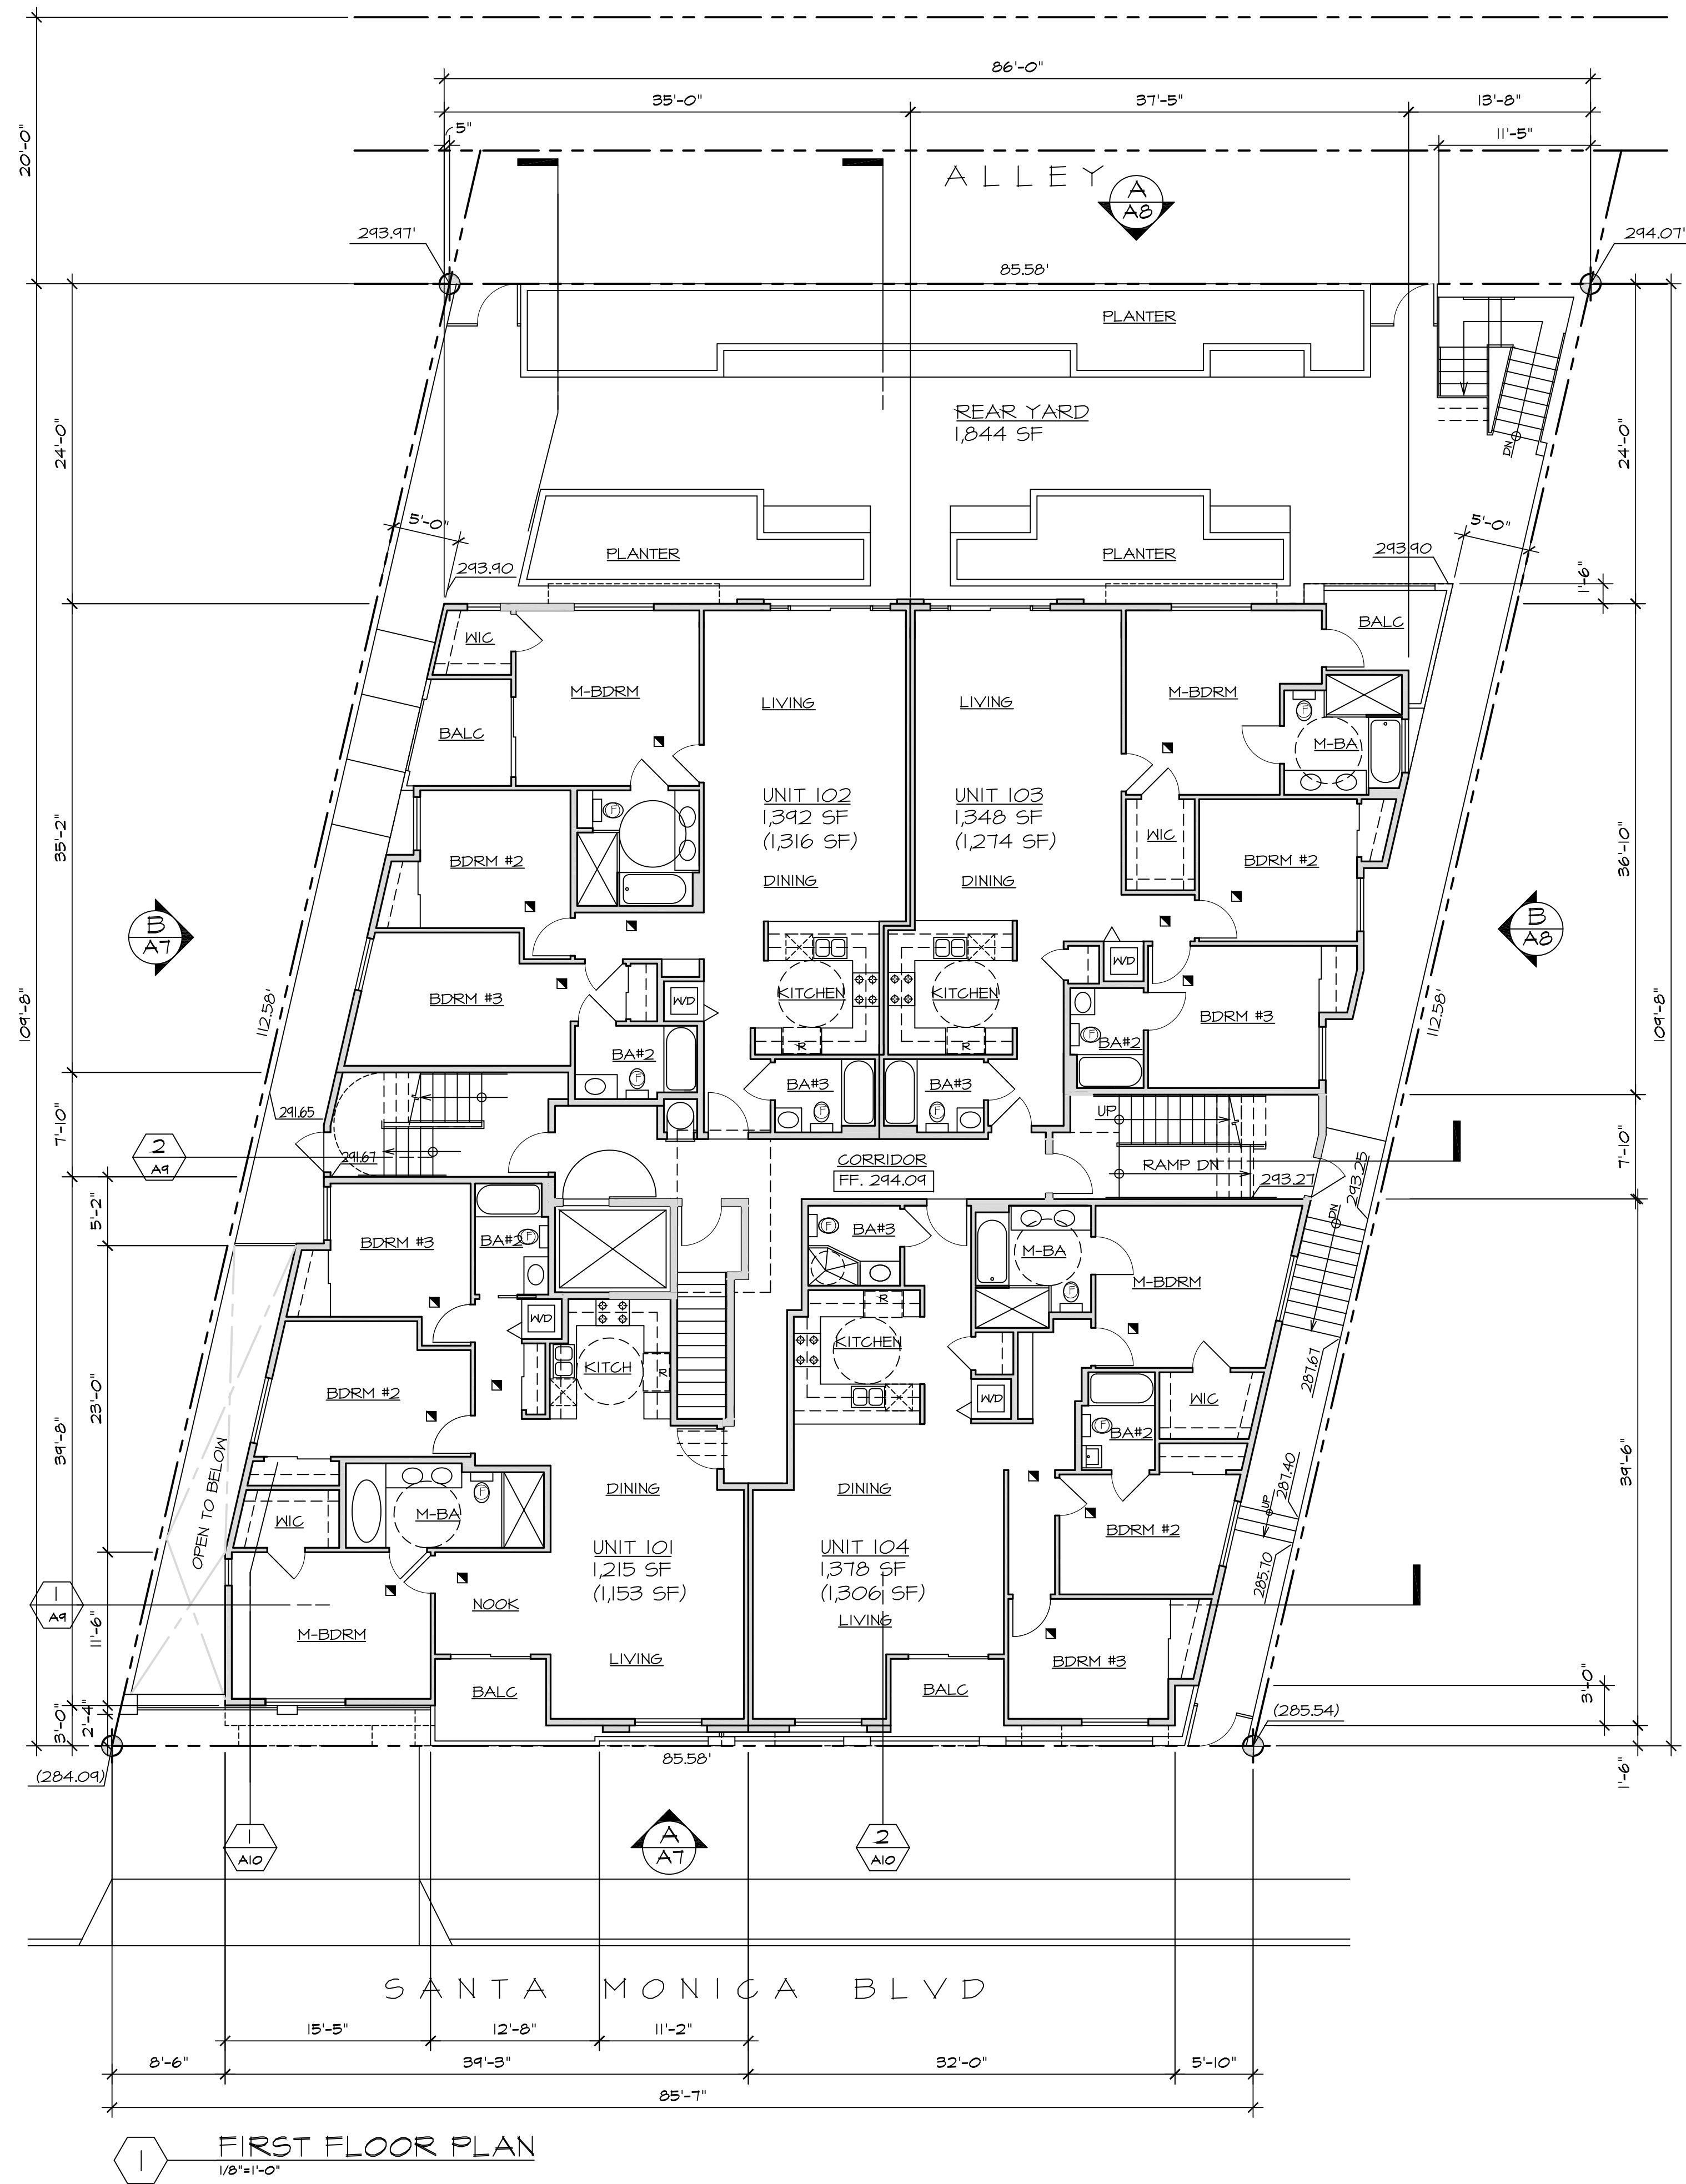 86'-0"
35'-0"
37'-5"
13'-8"
5"
11'-5"
20'-0"
ALLEY
A
A8
293.97'
294.07'
85.58'
PLANTER
REAR YARD
1,844 SF
DN
24'-0"
24'-0"
5'-0"
5'-0"
PLANTER
PLANTER
293.90
293.90
1'-6"
WIC
M-BDRM
LIVING
LIVING
M-BDRM
BALC
BALC
M-BA
F
F
UNIT 102
1,392 SF
(1,316 SF)
UNIT 103
1,348 SF
(1,274 SF)
35'-2"
36'-10"
BDRM #2
WIC
BDRM #2
DINING
DINING
B
A7
B
A8
W/D
BDRM #3
W/D
KITCHEN
KITCHEN
BDRM #3
109'-8"
112.58'
112.58'
109'-8"
R
R
BA#2
F
BA#2
F
BA#3
F
BA#3
F
291.65
UP
7'-10"
7'-10"
2
A9
291.67
CORRIDOR
FF. 294.09
RAMP DN
293.27
293.25
DN
5'-2"
BDRM #3
BA#2
F
BA#3
F
M-BA
F
M-BDRM
R
W/D
KITCH
R
KITCHEN
287.67
BDRM #2
W/D
WIC
23'-0"
39'-8"
39'-6"
BA#2
F
OPEN TO BELOW
287.40
UP
DINING
DINING
WIC
M-BA
F
BDRM #2
UNIT 101
1,215 SF
(1,153 SF)
UNIT 104
1,378 SF
(1,306 SF)
285.70
1
A9
NOOK
LIVING
11'-6"
M-BDRM
LIVING
BDRM #3
BALC
BALC
3'-0"
3'-0"
2'-4"
(285.54)
85.58'
(284.09)
1'-6"
1
A10
A
A7
2
A10
SANTA MONICA BLVD
15'-5"
12'-8"
11'-2"
8'-6"
39'-3"
32'-0"
5'-10"
85'-7"
1
FIRST FLOOR PLAN
1/8"=1'-0"